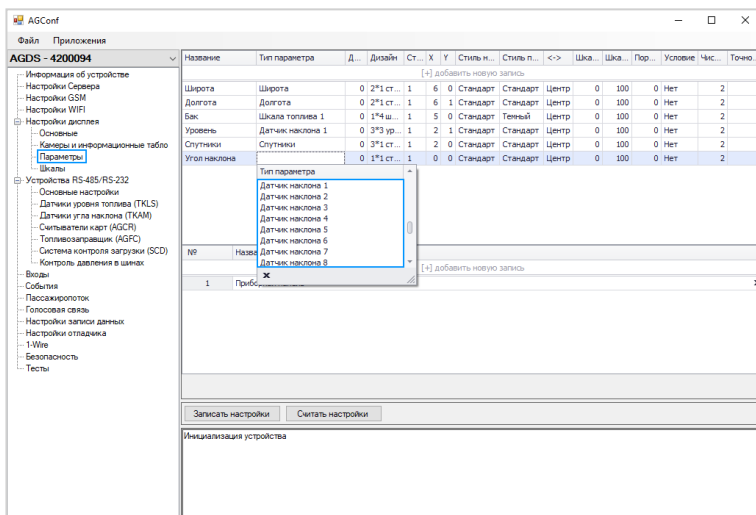 AGConf
Файл Приложения
AGDS - 4200094
Информация об устройстве
Настройки Сервера
Настройки GSM
Настройки WIFI
Настройки дисплея
Основные
Камеры и информационные табло
Параметры
Шкалы
Устройства RS-485/RS-232
Основные настройки
Датчики уровня топлива (TKLS)
Датчики угла наклона (TKAM)
Считыватели карт (AGCR)
Топливозаправщик (AGFC)
Система контроля загрузки (SCD)
Контроль давления в шинах
Входы
События
Пассажиропоток
Голосовая связь
Настройки записи данных
Настройки отладчика
1-Wire
Безопасность
Тесты
Название Тип параметра Д... Дизайн Ст... X Y Стиль н... Стиль п... <-> Шка... Шка... Пор... Условие Чис... Точно...
[+] добавить новую запись
Широта Широта 0 2*1 ст... 1 6 0 Стандарт Стандарт Центр 0 100 0 Нет 2
Долгота Долгота 0 2*1 ст... 1 6 1 Стандарт Стандарт Центр 0 100 0 Нет 2
Бак Шкала топлива 1 0 1*4 ш... 1 5 0 Стандарт Темный Центр 0 100 0 Нет 2
Уровень Датчик наклона 1 0 3*3 ур... 1 2 1 Стандарт Стандарт Центр 0 100 0 Нет 2
Спутники Спутники 0 3*1 ст... 1 2 0 Стандарт Стандарт Центр 0 100 0 Нет 2
Угол наклона 0 1*1 ст... 1 0 0 Стандарт Стандарт Центр 0 100 0 Нет 2
Тип параметра
Датчик наклона 1
Датчик наклона 2
Датчик наклона 3
Датчик наклона 4
Датчик наклона 5
Датчик наклона 6
Датчик наклона 7
Датчик наклона 8
x
№ Назва
[+] добавить новую запись
1
Записать настройки Считать настройки
Инициализация устройства